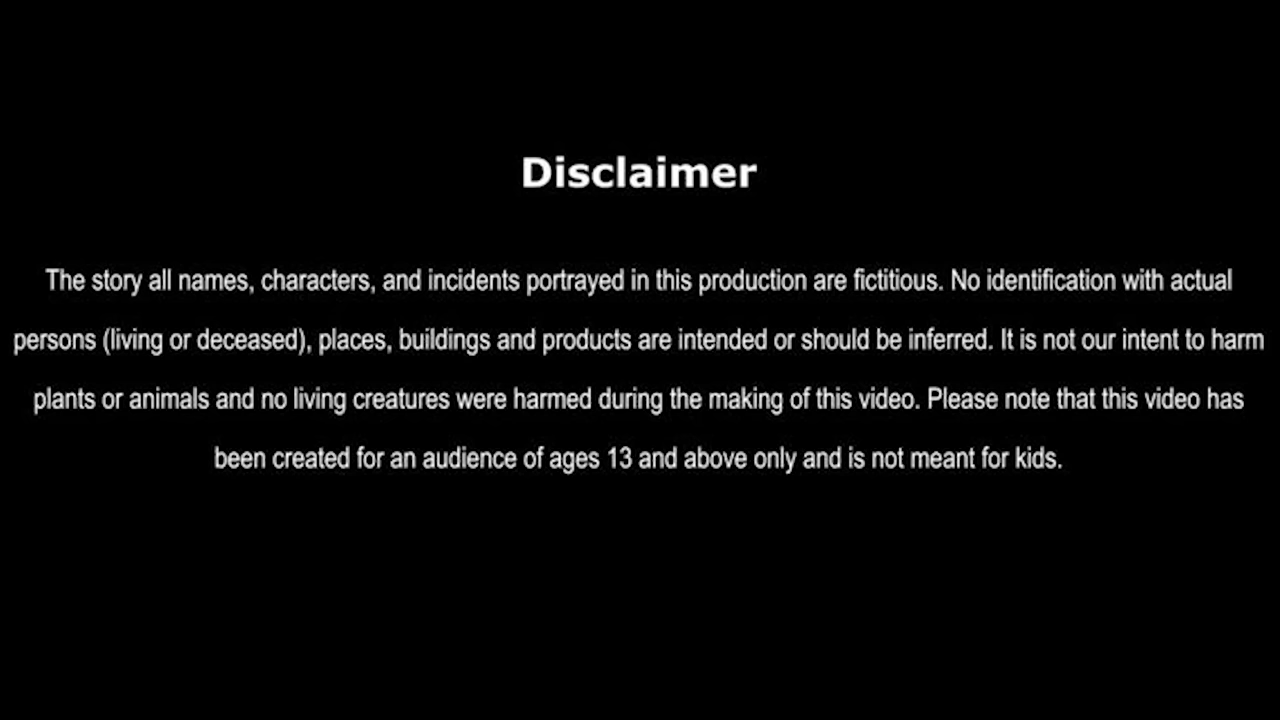 Disclaimer
The story all names, characters, and incidents portrayed in this production are fictitious. No identification with actual
persons (living or deceased), places, buildings and products are intended or should be inferred. It is not our intent to harm
plants or animals and no living creatures were harmed during the making of this video. Please note that this video has
been created for an audience of ages 13 and above only and is not meant for kids.